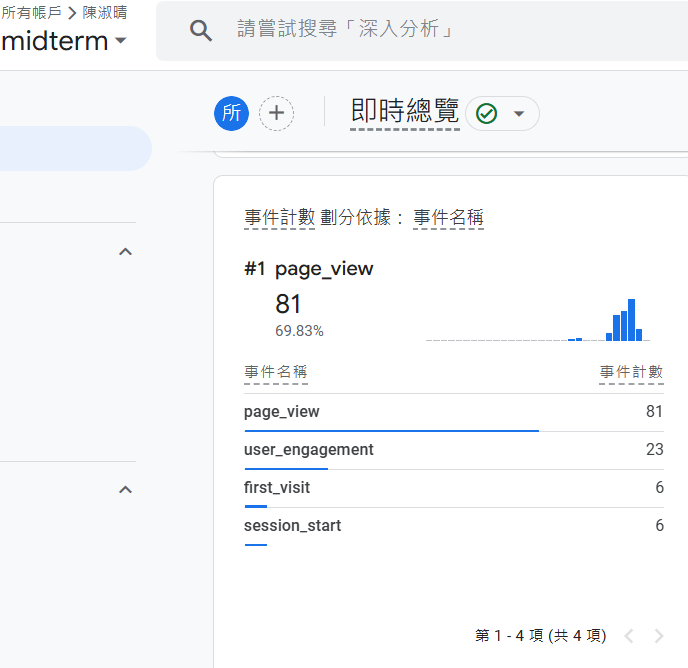 所有帳戶 > 陳淑晴
midterm
請嘗試搜尋「深入分析」
所
即時總覽
事件計數 劃分依據： 事件名稱
#1 page_view
81
69.83%
事件名稱 事件計數
page_view 81
user_engagement 23
first_visit 6
session_start 6
第 1 - 4 項 (共 4 項)